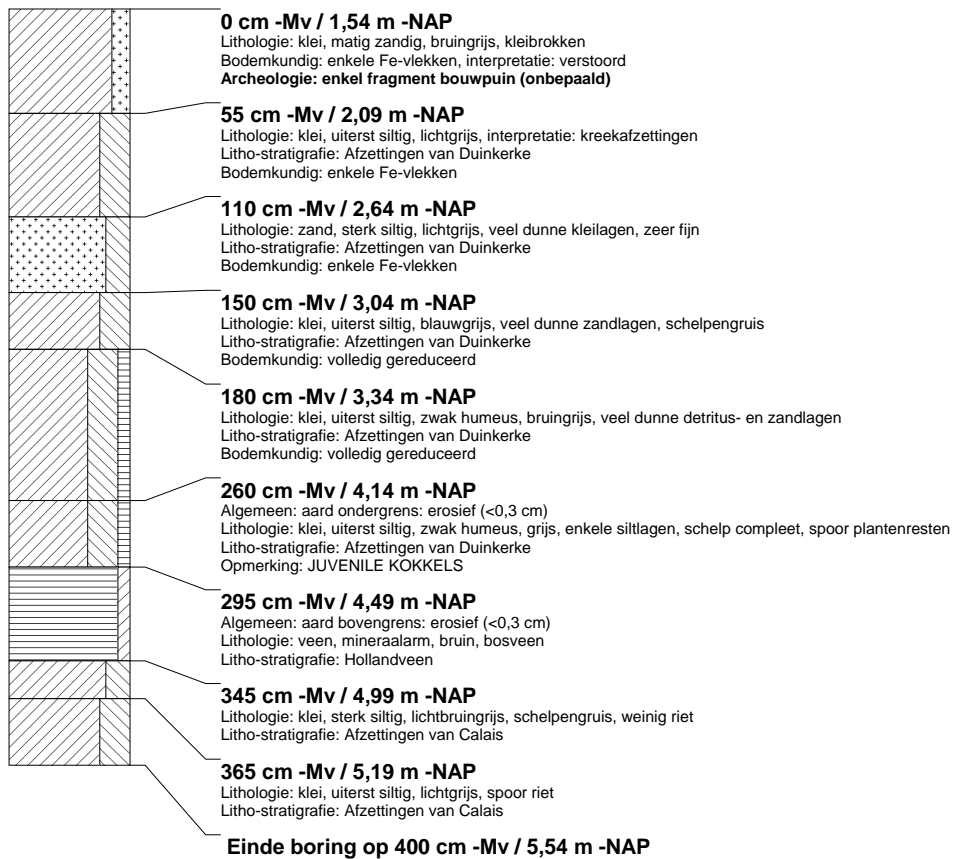 0 cm -Mv / 1,54 m -NAP
Lithologie: klei, matig zandig, bruingrijs, kleibrokken
Bodemkundig: enkele Fe-vlekken, interpretatie: verstoord
Archeologie: enkel fragment bouwpuin (onbepaald)
55 cm -Mv / 2,09 m -NAP
Lithologie: klei, uiterst siltig, lichtgrijs, interpretatie: kreekafzettingen
Litho-stratigrafie: Afzettingen van Duinkerke
Bodemkundig: enkele Fe-vlekken
110 cm -Mv / 2,64 m -NAP
Lithologie: zand, sterk siltig, lichtgrijs, veel dunne kleilagen, zeer fijn
Litho-stratigrafie: Afzettingen van Duinkerke
Bodemkundig: enkele Fe-vlekken
150 cm -Mv / 3,04 m -NAP
Lithologie: klei, uiterst siltig, blauwgrijs, veel dunne zandlagen, schelpengruis
Litho-stratigrafie: Afzettingen van Duinkerke
Bodemkundig: volledig gereduceerd
180 cm -Mv / 3,34 m -NAP
Lithologie: klei, uiterst siltig, zwak humeus, bruingrijs, veel dunne detritus- en zandlagen
Litho-stratigrafie: Afzettingen van Duinkerke
Bodemkundig: volledig gereduceerd
260 cm -Mv / 4,14 m -NAP
Algemeen: aard ondergrens: erosief (<0,3 cm)
Lithologie: klei, uiterst siltig, zwak humeus, grijs, enkele siltlagen, schelp compleet, spoor plantenresten
Litho-stratigrafie: Afzettingen van Duinkerke
Opmerking: JUVENILE KOKKELS
295 cm -Mv / 4,49 m -NAP
Algemeen: aard bovengrens: erosief (<0,3 cm)
Lithologie: veen, mineraalarm, bruin, bosveen
Litho-stratigrafie: Hollandveen
345 cm -Mv / 4,99 m -NAP
Lithologie: klei, sterk siltig, lichtbruingrijs, schelpengruis, weinig riet
Litho-stratigrafie: Afzettingen van Calais
365 cm -Mv / 5,19 m -NAP
Lithologie: klei, uiterst siltig, lichtgrijs, spoor riet
Litho-stratigrafie: Afzettingen van Calais
Einde boring op 400 cm -Mv / 5,54 m -NAP